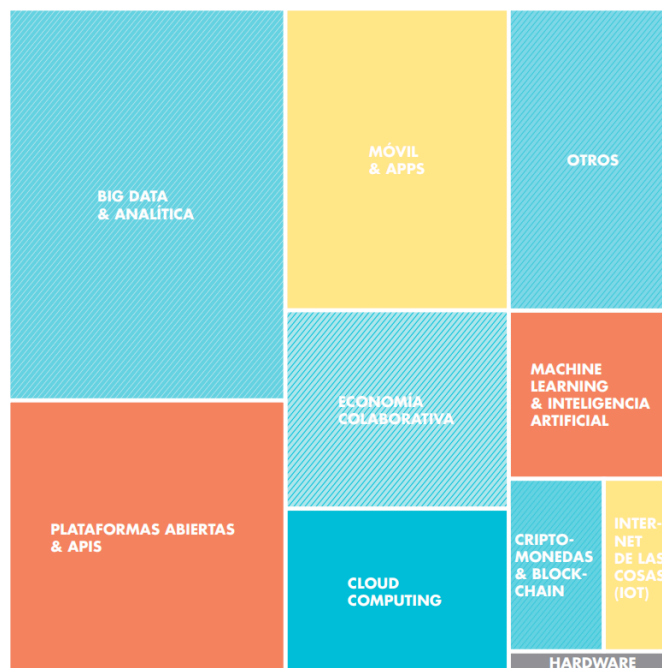 BIG DATA
& ANALÍTICA
MÓVIL
& APPS
OTROS
ECONOMIA
COLABORATIVA
MACHINE
LEARNING
& INTELIGENCIA
ARTIFICIAL
PLATAFORMAS ABIERTAS
& APIS
CLOUD
COMPUTING
CRIPTO-
MONEDAS
& BLOCK-
CHAIN
INTER-
NET
DE LAS
COSAS
(IOT)
HARDWARE